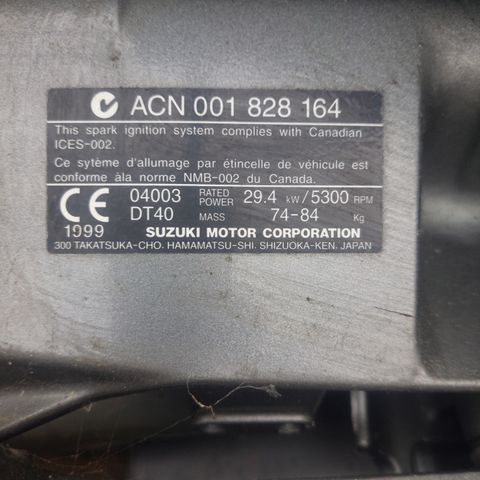 ACN 001 828 164
This spark ignition system complies with Canadian
ICES-002.
Ce sytème d'allumage par étincelle de véhicule est
conforme àla norme NMB-002 du Canada.
CE 04003 RATED POWER 29.4 kW/5300 RPM
1999 DT40 MASS 74-84 Kg
SUZUKI MOTOR CORPORATION
300 TAKATSUKA-CHO. HAMAMATSU-SHI. SHIZUOKA-KEN. JAPAN